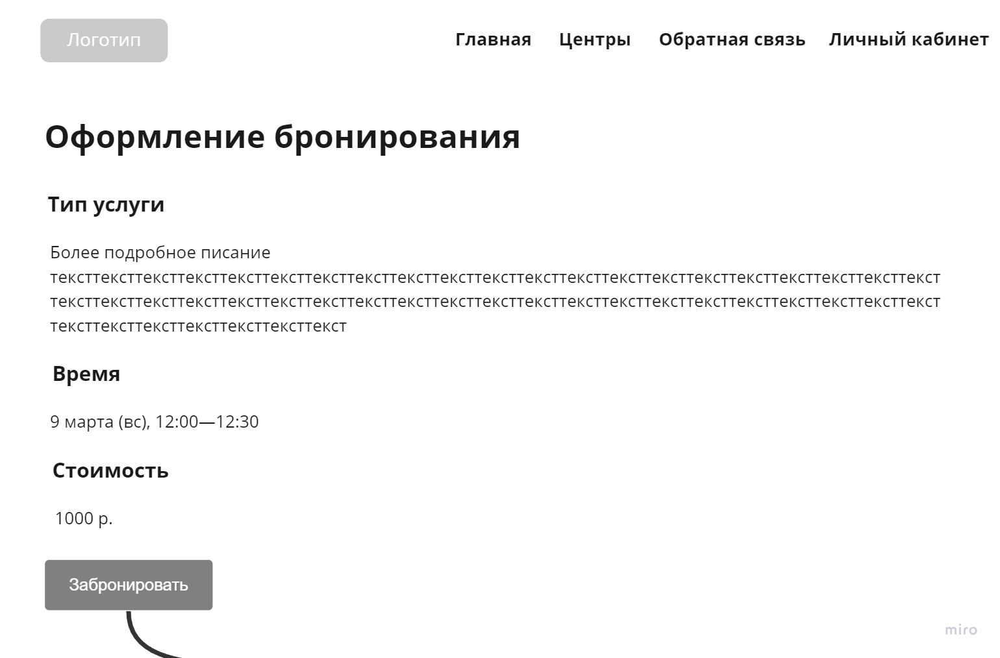 Логотип
Главная Центры Обратная связь Личный кабинет
Оформление бронирования
Тип услуги
Более подробное писание
тексттексттексттексттексттексттексттексттексттексттексттексттексттексттексттексттексттексттексттексттекст
тексттексттексттексттексттексттексттексттексттексттексттексттексттексттексттексттексттексттексттексттекст
тексттексттексттексттексттексттекст
Время
9 марта (вс), 12:00—12:30
Стоимость
1000 р.
Забронировать
miro